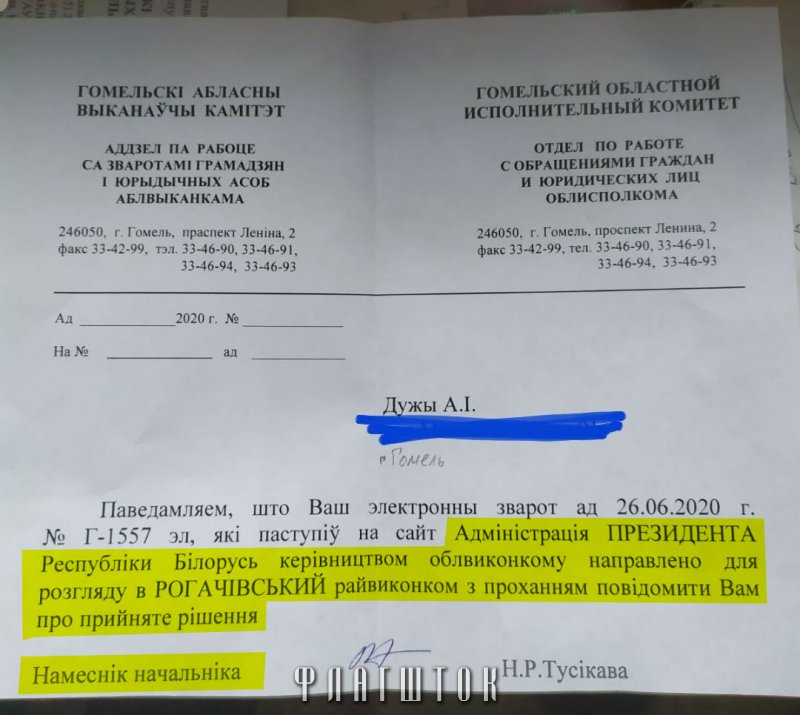 ГОМЕЛЬСКІ АБЛАСНЫ
ВЫКАНАЎЧЫ КАМІТЭТ
АДДЗЕЛ ПА РАБОЦЕ
СА ЗВАРОТАМІ ГРАМАДЗЯН
І ЮРЫДЫЧНЫХ АСОБ
АБЛВЫКАНКАМА
246050, г. Гомель, праспект Леніна, 2
факс 33-42-99, тэл. 33-46-90, 33-46-91,
33-46-94, 33-46-93
ГОМЕЛЬСКИЙ ОБЛАСТНОЙ
ИСПОЛНИТЕЛЬНЫЙ КОМИТЕТ
ОТДЕЛ ПО РАБОТЕ
С ОБРАЩЕНИЯМИ ГРАЖДАН
И ЮРИДИЧЕСКИХ ЛИЦ
ОБЛИСПОЛКОМА
246050, г. Гомель, проспект Ленина, 2
факс 33-42-99, тел. 33-46-90, 33-46-91,
33-46-94, 33-46-93
Ад ____________ 2020 г. № ____________
На № ____________ ад ____________
Дужы А.І.
г. Гомель
Паведамляем, што Ваш электронны зварот ад 26.06.2020 г.
№ Г-1557 эл, які паступіў на сайт Адміністрація ПРЕЗИДЕНТА
Республіки Білорусь керівництвом облвиконкому направлено для
розгляду в РОГАЧІВСЬКИЙ райвиконком з проханням повідомити Вам
про прийняте рішення
Намеснік начальніка Н.Р.Тусікава
ФЛАГШТОК